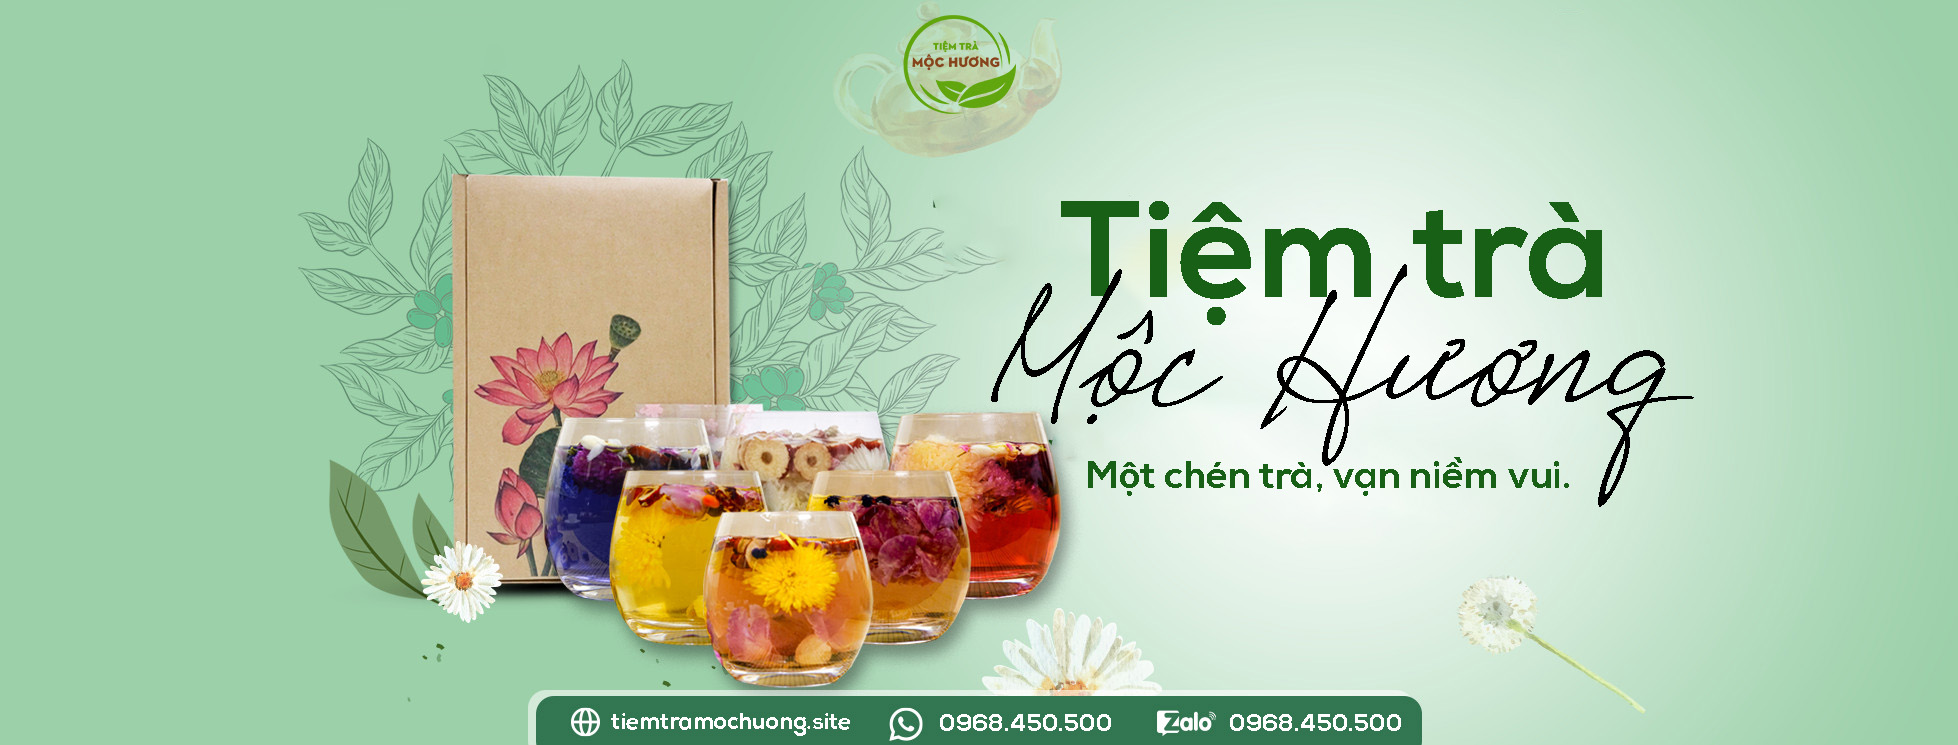 TIỆM TRÀ
MỘC HƯƠNG
Tiệm trà
Mộc Hương
Một chén trà, vạn niềm vui.
tiemtramochuong.site
0968.450.500
Zalo
0968.450.500